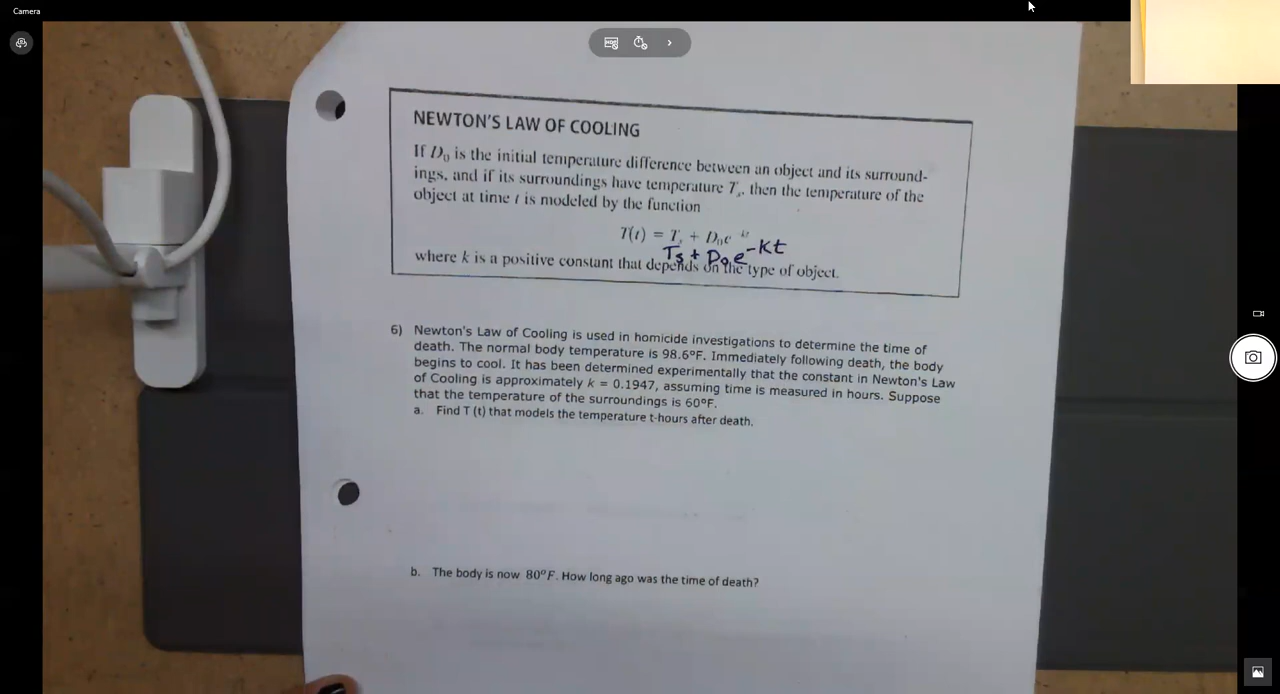 Camera
NEWTON'S LAW OF COOLING
If D₀ is the initial temperature difference between an object and its surround-
ings, and if its surroundings have temperature Tₛ, then the temperature of the
object at time t is modeled by the function
T(t) = Tₛ + D₀e⁻ᵏᵗ
Ts + D₀e^-Kt
where k is a positive constant that depends on the type of object.
6) Newton's Law of Cooling is used in homicide investigations to determine the time of
death. The normal body temperature is 98.6°F. Immediately following death, the body
begins to cool. It has been determined experimentally that the constant in Newton's Law
of Cooling is approximately k = 0.1947, assuming time is measured in hours. Suppose
that the temperature of the surroundings is 60°F.
a. Find T (t) that models the temperature t-hours after death.
b. The body is now 80°F. How long ago was the time of death?